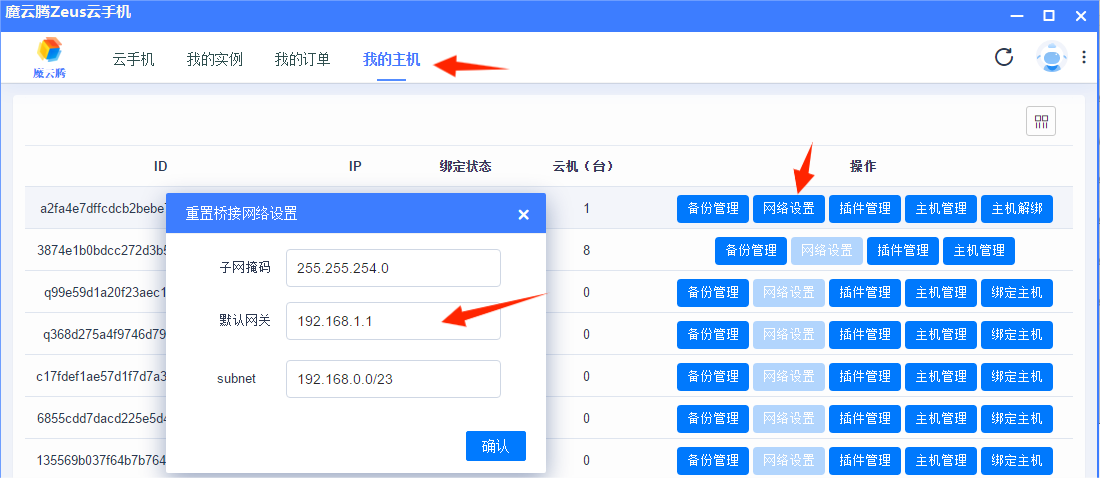 魔云腾Zeus云手机
魔云腾
云手机 我的实例 我的订单 我的主机
ID IP 绑定状态 云机（台） 操作
a2fa4e7dffcdcb2bebe7 1 备份管理 网络设置 插件管理 主机管理 主机解绑
重置桥接网络设置
3874e1b0bdcc272d3b5 8 备份管理 网络设置 插件管理 主机管理
子网掩码 255.255.254.0
q99e59d1a20f23aec1 0 备份管理 网络设置 插件管理 主机管理 绑定主机
默认网关 192.168.1.1
q368d275a4f9746d79 0 备份管理 网络设置 插件管理 主机管理 绑定主机
c17fdef1ae57d1f7d7a3 0 备份管理 网络设置 插件管理 主机管理 绑定主机
subnet 192.168.0.0/23
6855cdd7dacd225e5d4 0 备份管理 网络设置 插件管理 主机管理 绑定主机
确认
135569b037f64b7b764 0 备份管理 网络设置 插件管理 主机管理 绑定主机